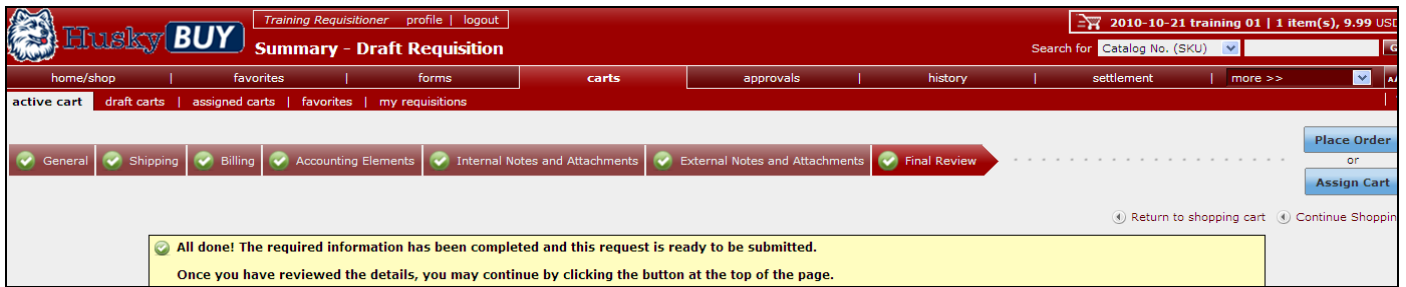 Training Requisitioner profile | logout
2010-10-21 training 01 | 1 item(s), 9.99 USD
Husky BUY
Summary - Draft Requisition
Search for Catalog No. (SKU)
home/shop | favorites | forms carts approvals | history | settlement | more >>
active cart draft carts | assigned carts | favorites | my requisitions
Place Order
General Shipping Billing Accounting Elements Internal Notes and Attachments External Notes and Attachments Final Review
or
Assign Cart
Return to shopping cart Continue Shoppin
All done! The required information has been completed and this request is ready to be submitted.
Once you have reviewed the details, you may continue by clicking the button at the top of the page.